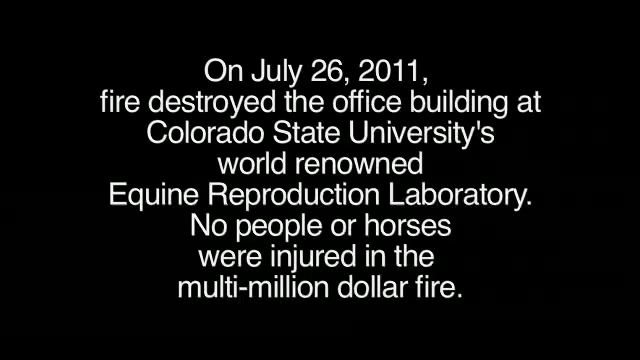 On July 26, 2011,
fire destroyed the office building at
Colorado State University's
world renowned
Equine Reproduction Laboratory.
No people or horses
were injured in the
multi-million dollar fire.